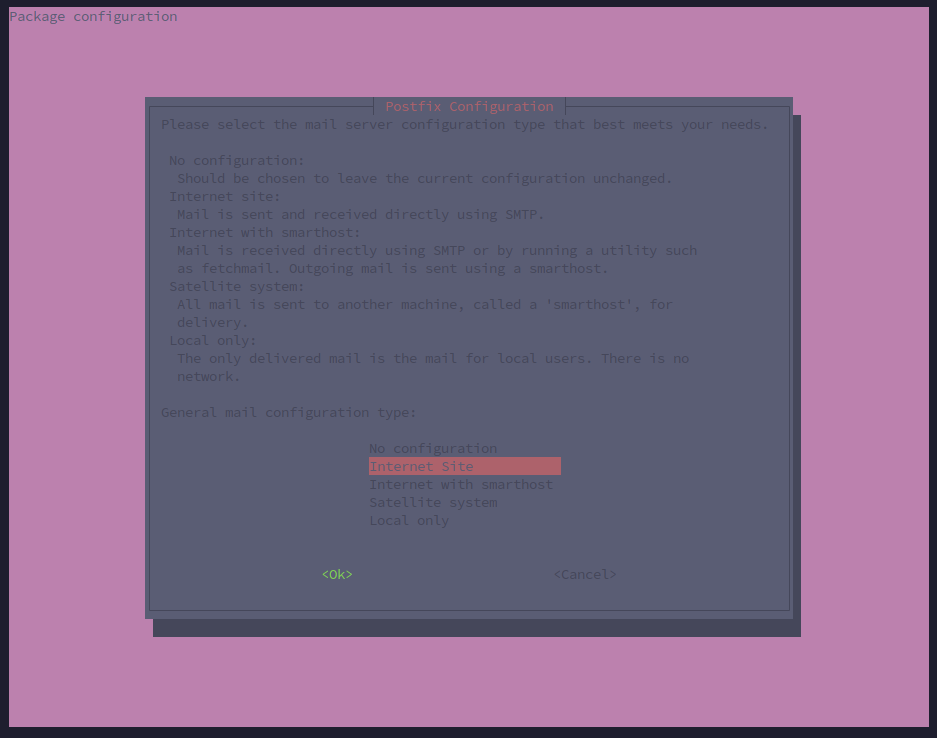 Package configuration
Postfix Configuration
Please select the mail server configuration type that best meets your needs.
No configuration:
Should be chosen to leave the current configuration unchanged.
Internet site:
Mail is sent and received directly using SMTP.
Internet with smarthost:
Mail is received directly using SMTP or by running a utility such
as fetchmail. Outgoing mail is sent using a smarthost.
Satellite system:
All mail is sent to another machine, called a 'smarthost', for
delivery.
Local only:
The only delivered mail is the mail for local users. There is no
network.
General mail configuration type:
No configuration
Internet Site
Internet with smarthost
Satellite system
Local only
<Ok> <Cancel>